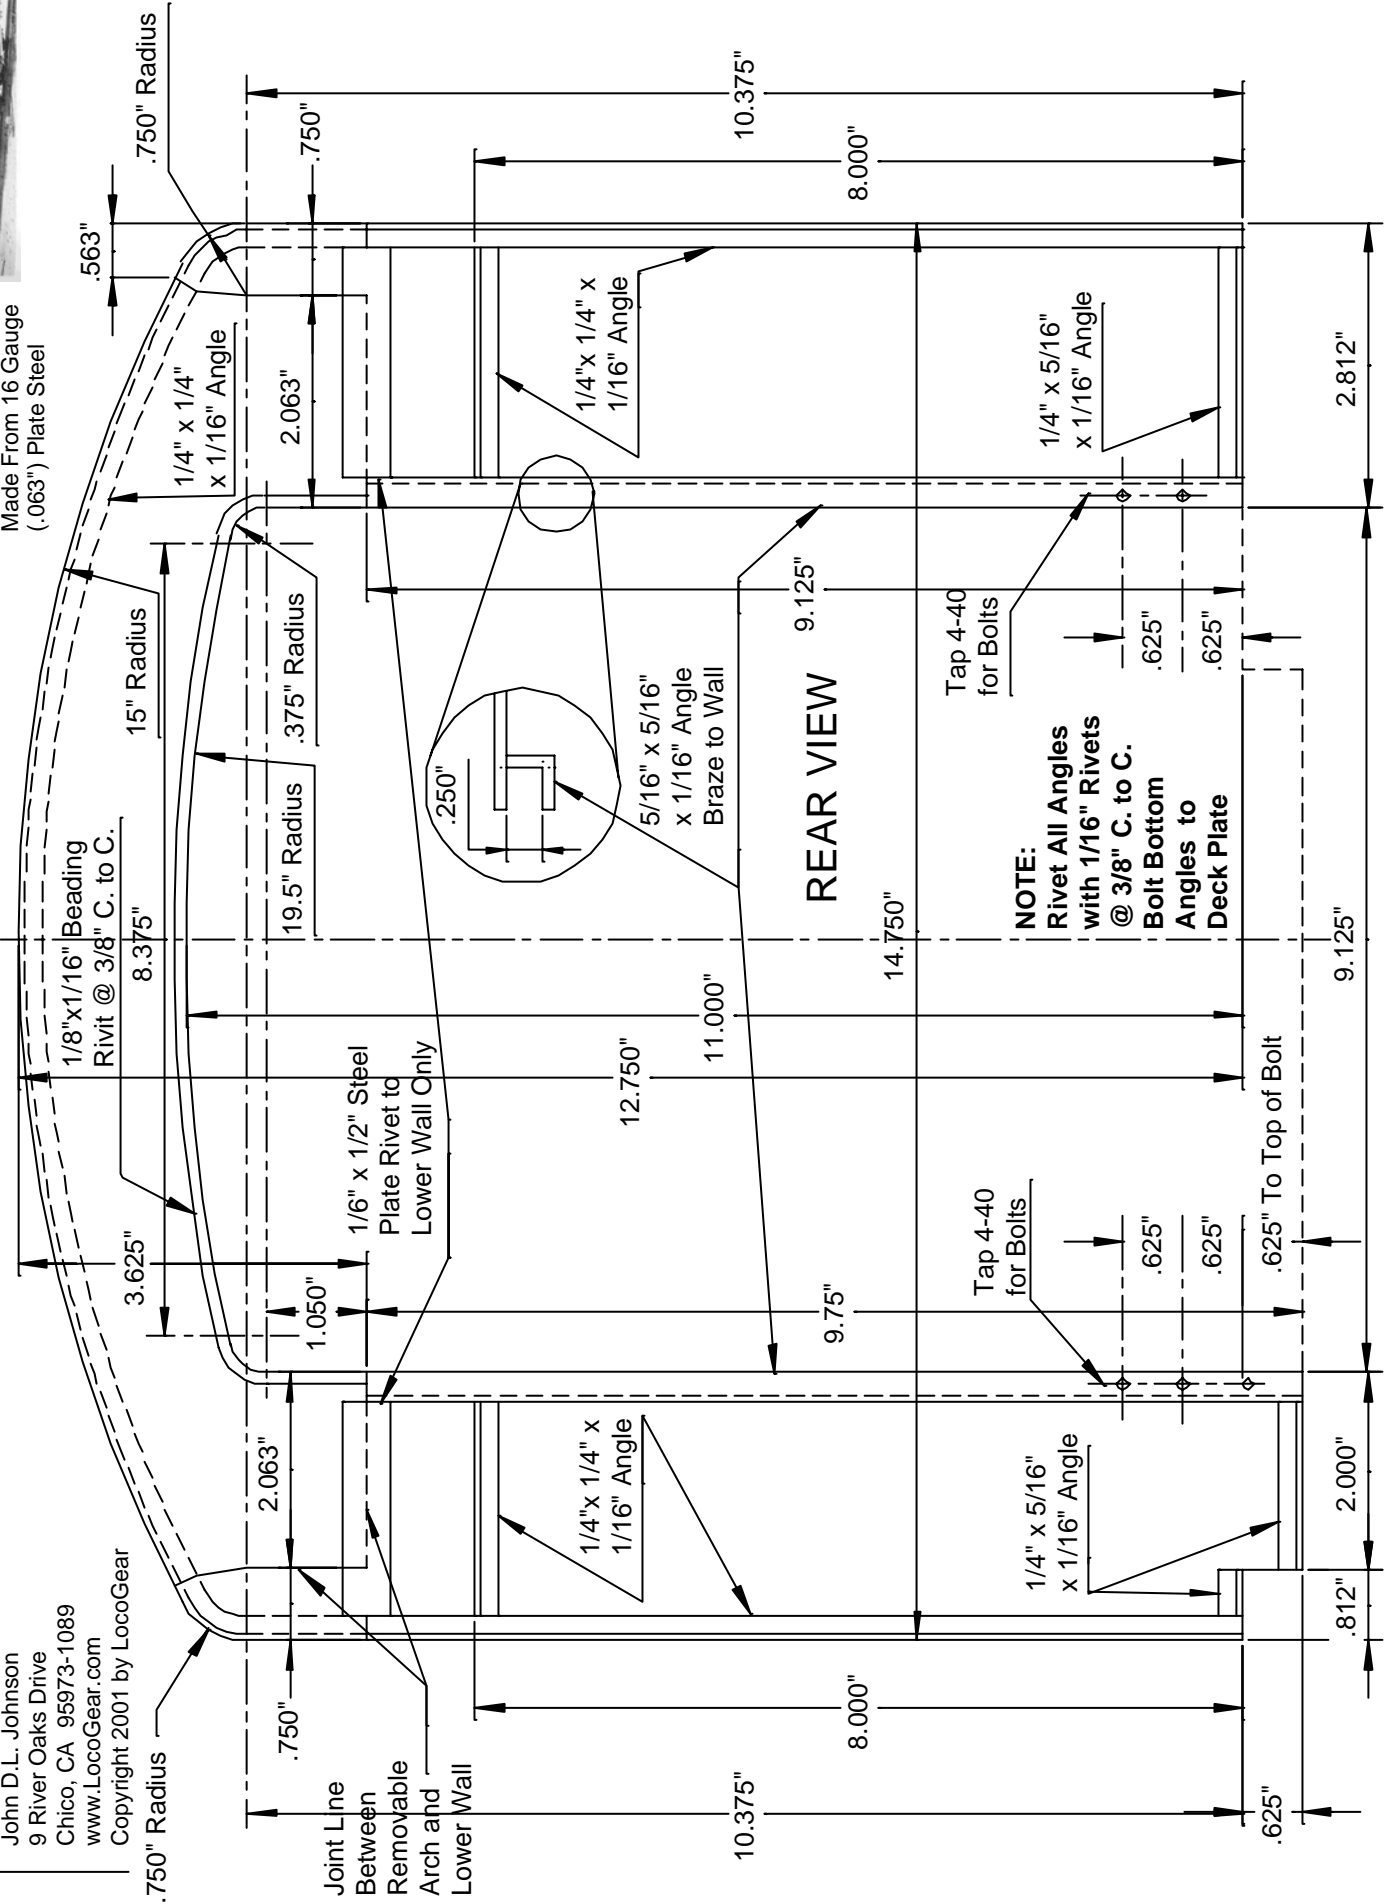 John D.L. Johnson
9 River Oaks Drive
Chico, CA  95973-1089
www.LocoGear.com
Copyright 2001 by LocoGear
Made From 16 Gauge
(.063") Plate Steel
.750" Radius
.750"
2.063"
1/8"x1/16" Beading
Rivit @ 3/8" C. to C.
8.375"
3.625"
1.050"
15" Radius
19.5" Radius
.375" Radius
1/4" x 1/4"
x 1/16" Angle
2.063"
.563"
.750" Radius
.750"
Joint Line
Between
Removable
Arch and
Lower Wall
1/6" x 1/2" Steel
Plate Rivet to
Lower Wall Only
.250"
5/16" x 5/16"
x 1/16" Angle
Braze to Wall
1/4"x 1/4" x
1/16" Angle
1/4"x 1/4" x
1/16" Angle
12.750"
11.000"
9.75"
9.125"
14.750"
REAR VIEW
10.375"
8.000"
8.000"
10.375"
Tap 4-40
for Bolts
Tap 4-40
for Bolts
NOTE:
Rivet All Angles
with 1/16" Rivets
@ 3/8" C. to C.
Bolt Bottom
Angles to
Deck Plate
1/4" x 5/16"
x 1/16" Angle
1/4" x 5/16"
x 1/16" Angle
.625"
.625"
.625" To Top of Bolt
.625"
.625"
.625"
.812"
2.000"
9.125"
2.812"